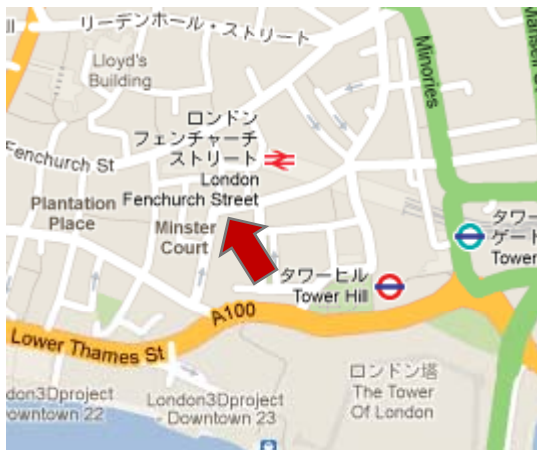 リーデンホール・ストリート
Lloyd's
Building
Minories
ロンドン
フェンチャーチ
ストリート
London
Fenchurch Street
Fenchurch St
Plantation
Place
Minster
Court
タワー
ゲート
Tower
タワーヒル
Tower Hill
A100
Lower Thames St
ロンドン塔
The Tower
Of London
don3Dproject
owntown 22
London3Dproject
- Downtown 23